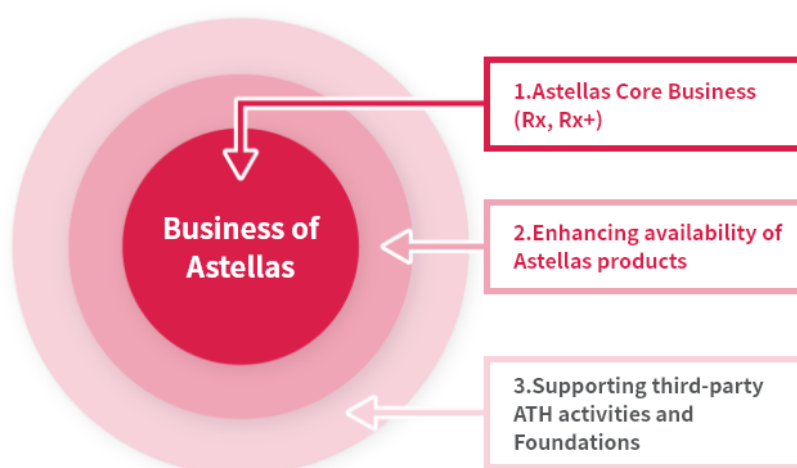 Business of
Astellas
1.Astellas Core Business
(Rx, Rx+)
2.Enhancing availability of
Astellas products
3.Supporting third-party
ATH activities and
Foundations